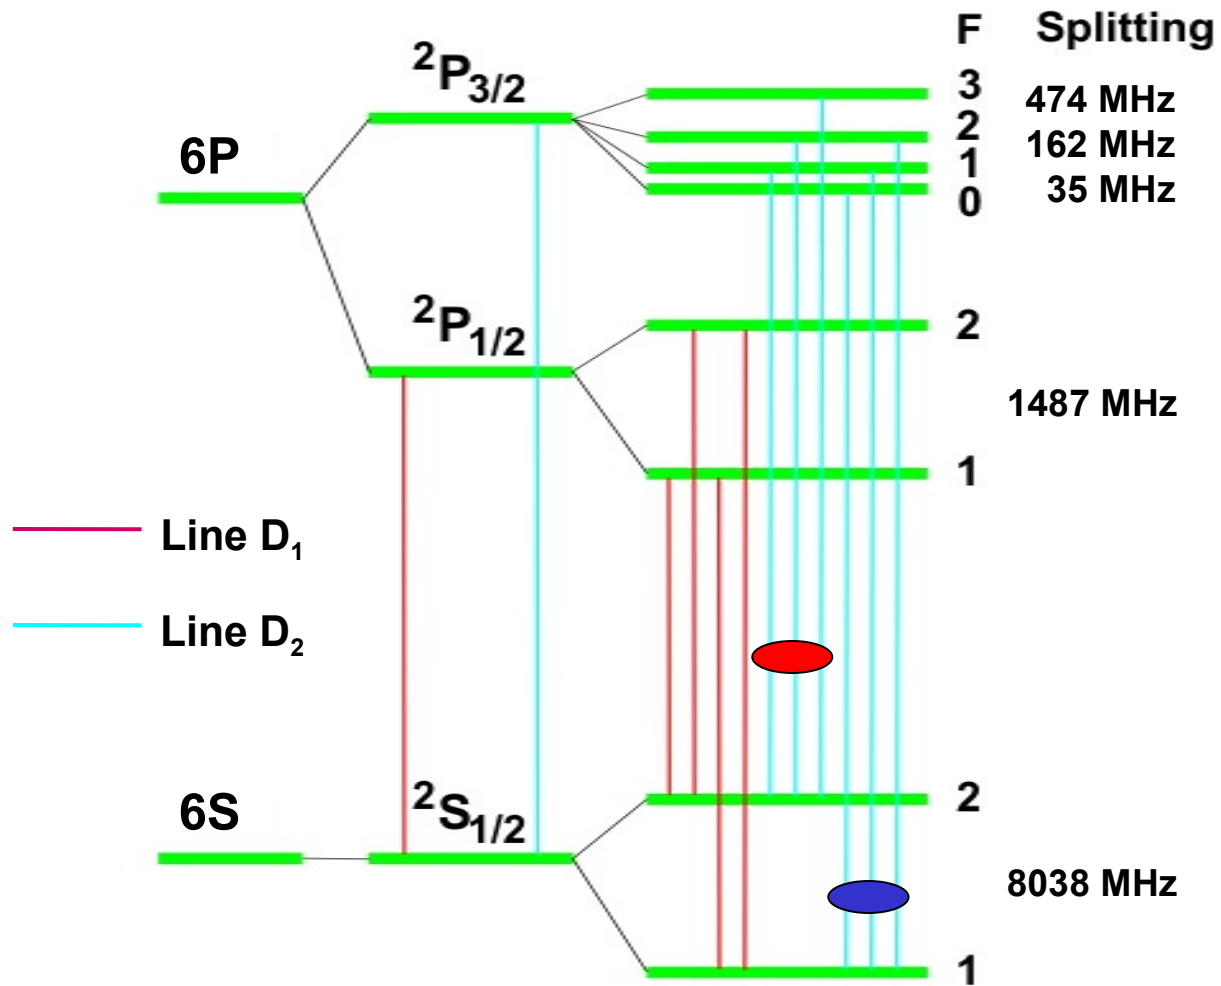 F Splitting
²P3/2
3
474 MHz
2
162 MHz
6P
1
35 MHz
0
²P1/2
2
1487 MHz
1
Line D1
Line D2
6S
²S1/2
2
8038 MHz
1